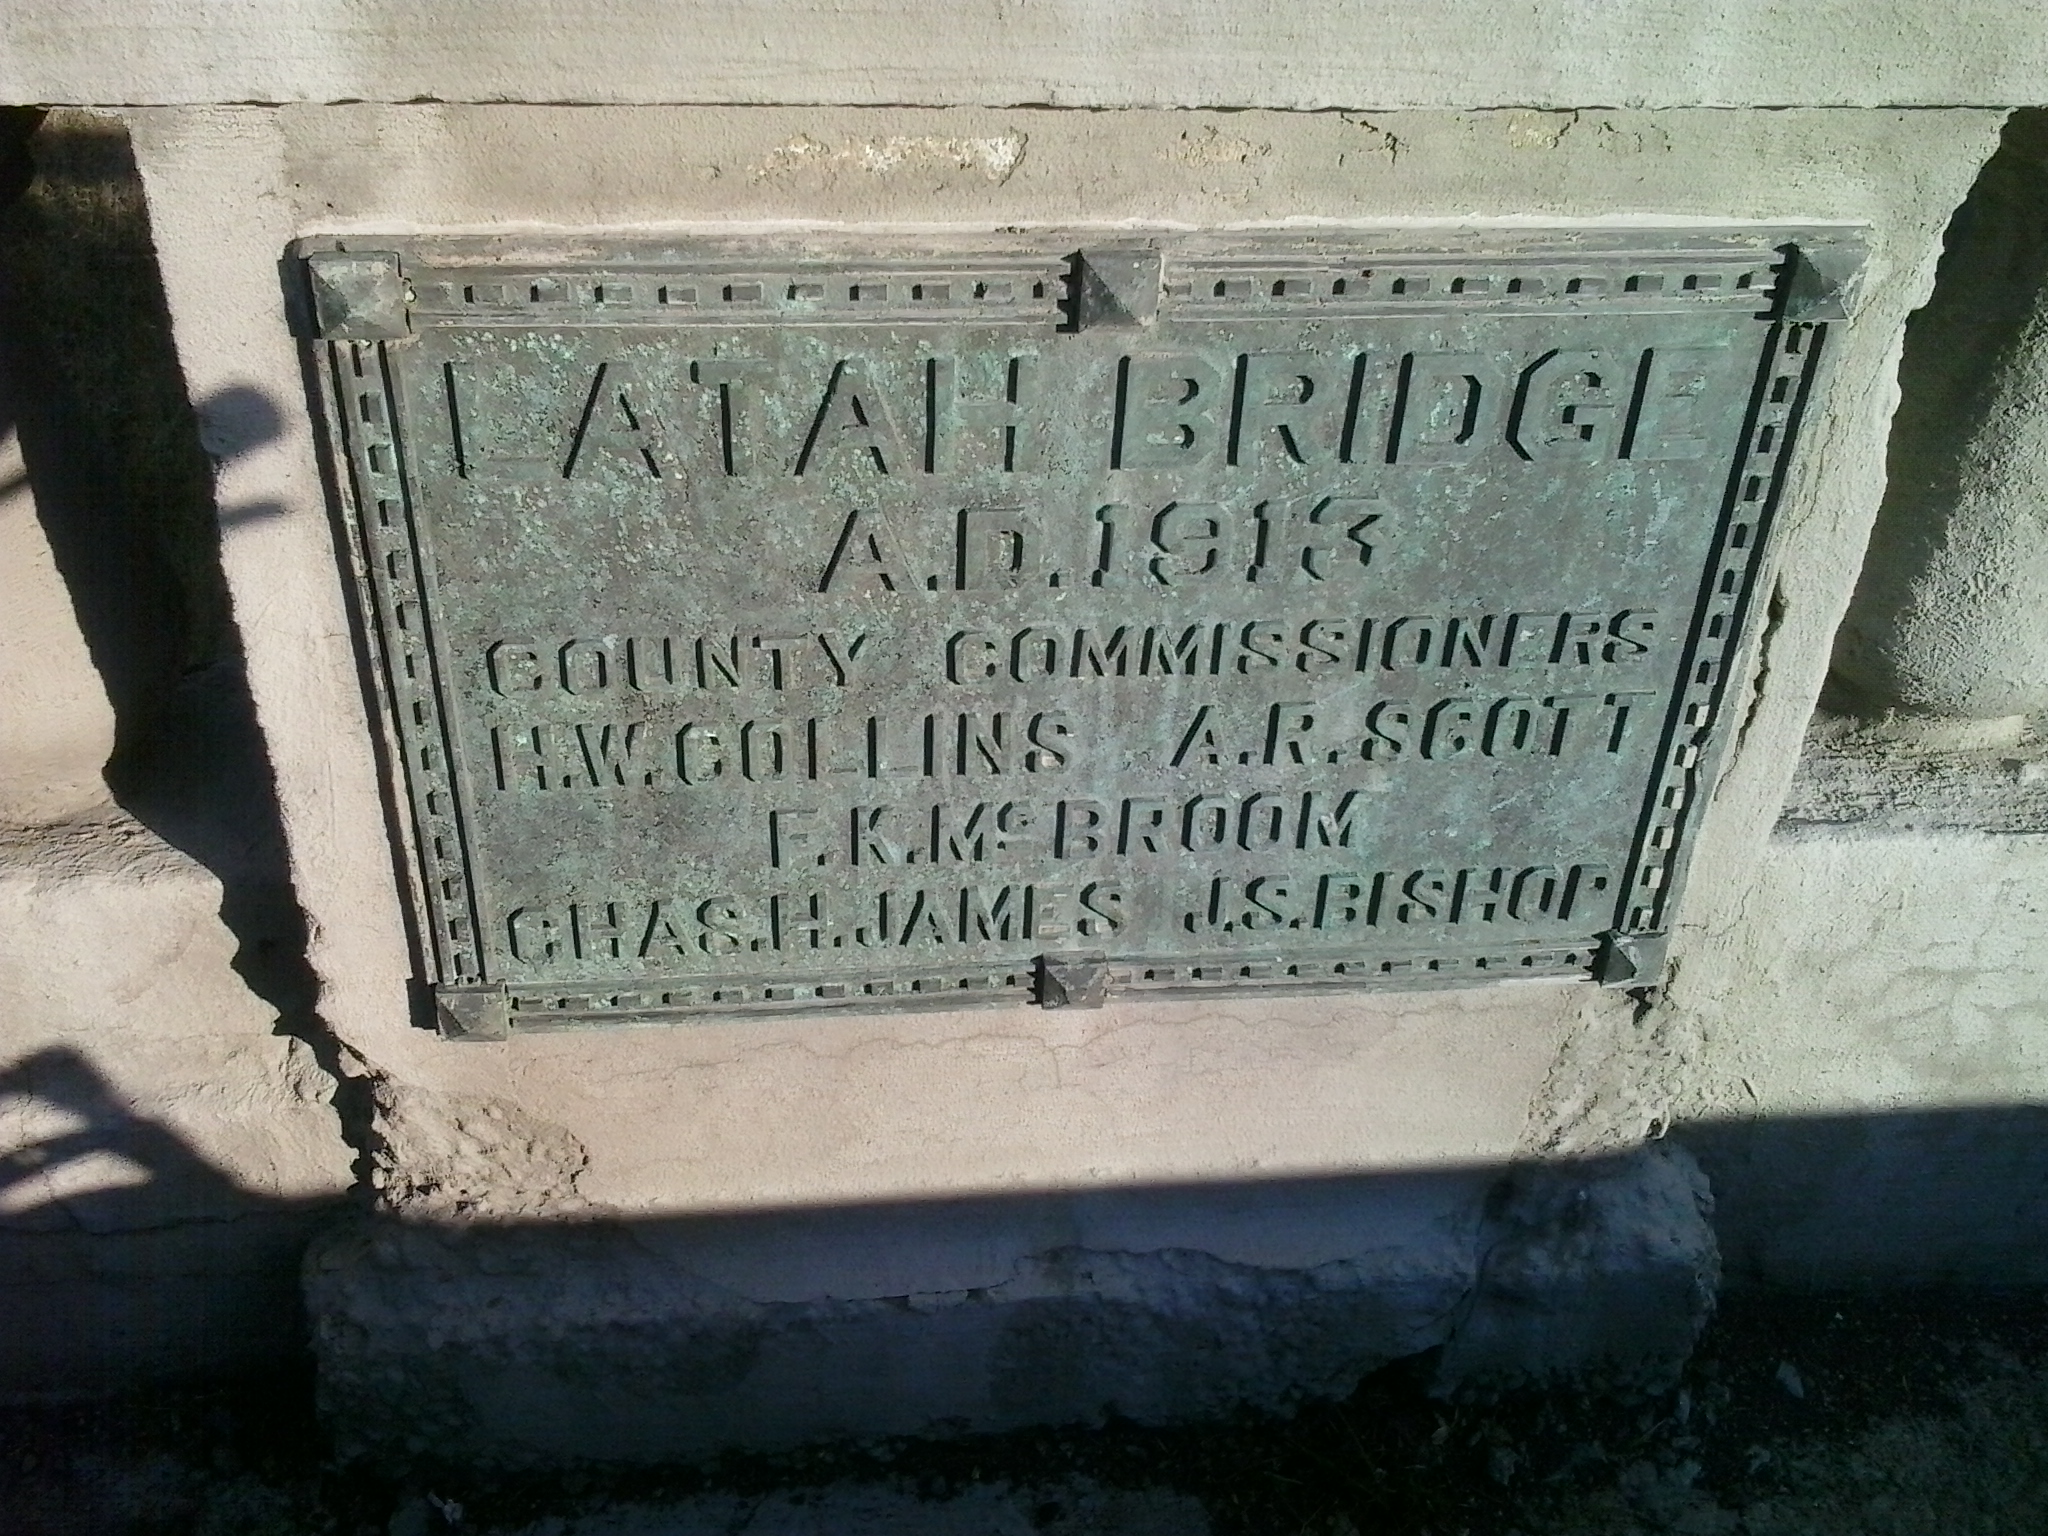 LATAH BRIDGE
A.D. 1913
COUNTY COMMISSIONERS
H.W. COLLINS A.R. SCOTT
F.K. McBROOM
CHAS. H. JAMES J.S. BISHOP